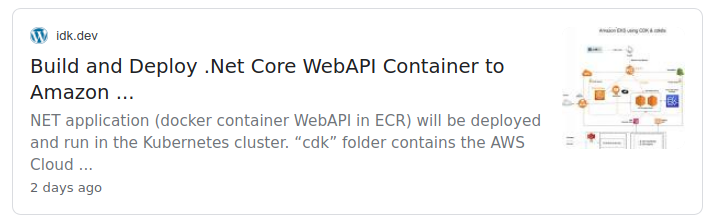 idk.dev
Build and Deploy .Net Core WebAPI Container to
Amazon ...
NET application (docker container WebAPI in ECR) will be deployed
and run in the Kubernetes cluster. “cdk” folder contains the AWS
Cloud ...
2 days ago
Amazon EKS using CDK & cdk8s